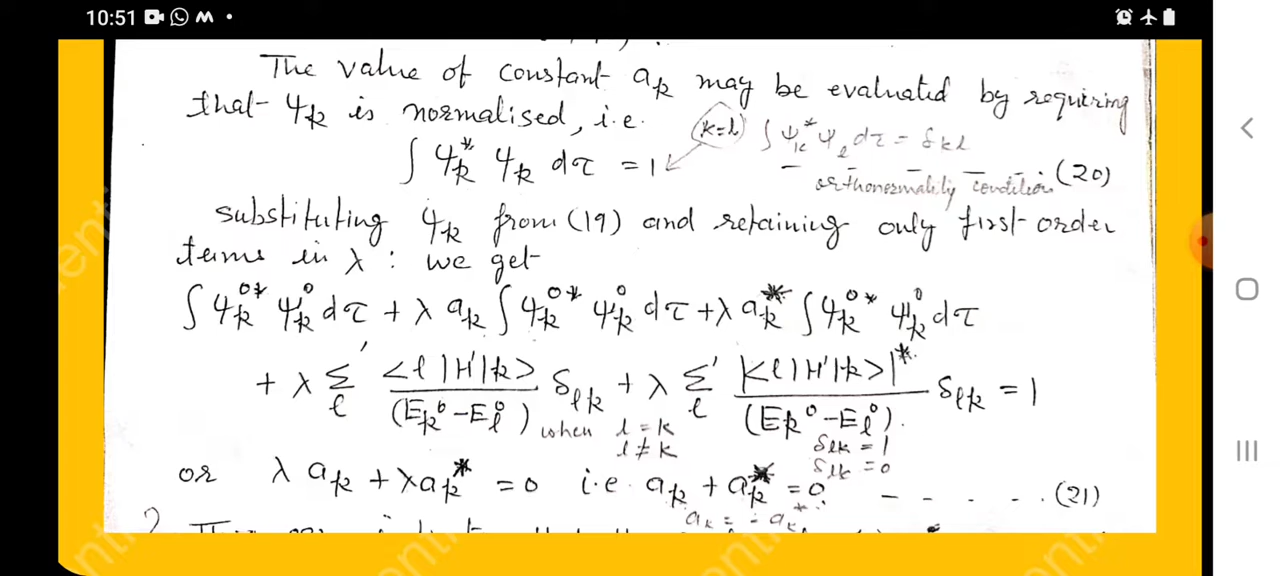 10:51
The value of constant a_k may be evaluated by requiring
that ψ_k is normalised, i.e.
(k=l) ∫ψ_k^* ψ_l dτ = δ_kl
∫ ψ_k^* ψ_k dτ = 1 - - - - (20)
orthonormality condition
substituting ψ_k from (19) and retaining only first-order
terms in λ : we get
∫ ψ_k^0* ψ_k^0 dτ + λ a_k ∫ ψ_k^0* ψ_k^0 dτ + λ a_k^* ∫ ψ_k^0* ψ_k^0 dτ
+ λ Σ'_l <l|H'|k> / (E_k^0 - E_l^0) δ_lk + λ Σ'_l |<l|H'|k>|^* / (E_k^0 - E_l^0) δ_lk = 1
when l = k δ_lk = 1
l ≠ k δ_lk = 0
or λ a_k + λ a_k^* = 0 i.e. a_k + a_k^* = 0 - - - - (21)
a_k = - a_k^*